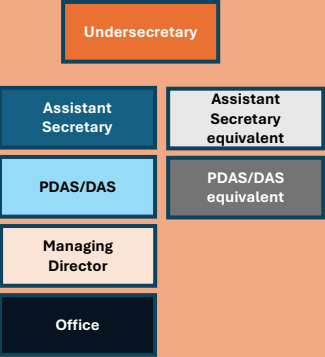 Undersecretary
Assistant
Secretary
Assistant
Secretary
equivalent
PDAS/DAS
PDAS/DAS
equivalent
Managing
Director
Office